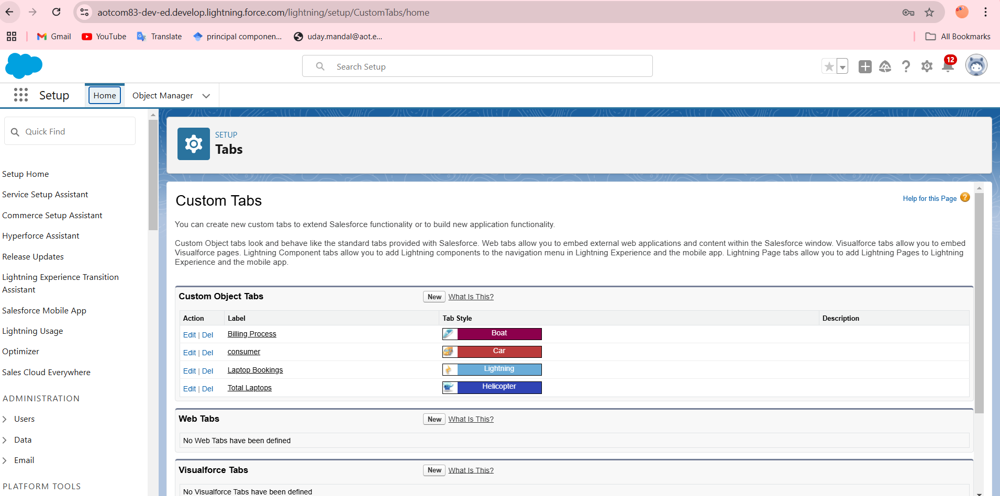 aotcom83-dev-ed.develop.lightning.force.com/lightning/setup/CustomTabs/home
Gmail YouTube Translate principal componen... uday.mandal@aot.e... All Bookmarks
Search Setup
12
Setup Home Object Manager
Quick Find
Setup Home
Service Setup Assistant
Commerce Setup Assistant
Hyperforce Assistant
Release Updates
Lightning Experience Transition
Assistant
Salesforce Mobile App
Lightning Usage
Optimizer
Sales Cloud Everywhere
ADMINISTRATION
Users
Data
Email
PLATFORM TOOLS
SETUP
Tabs
Custom Tabs
Help for this Page ?
You can create new custom tabs to extend Salesforce functionality or to build new application functionality.
Custom Object tabs look and behave like the standard tabs provided with Salesforce. Web tabs allow you to embed external web applications and content within the Salesforce window. Visualforce tabs allow you to embed
Visualforce pages. Lightning Component tabs allow you to add Lightning components to the navigation menu in Lightning Experience and the mobile app. Lightning Page tabs allow you to add Lightning Pages to Lightning
Experience and the mobile app.
Custom Object Tabs New What Is This?
Action Label Tab Style Description
Edit | Del Billing Process Boat
Edit | Del consumer Car
Edit | Del Laptop Bookings Lightning
Edit | Del Total Laptops Helicopter
Web Tabs New What Is This?
No Web Tabs have been defined
Visualforce Tabs New What Is This?
No Visualforce Tabs have been defined